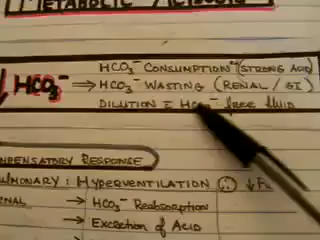 METABOLIC ACIDOSIS
HCO₃⁻ CONSUMPTION (STRONG ACID)
HCO₃⁻ → HCO₃⁻ WASTING (RENAL / GI)
DILUTION c̄ HCO₃⁻ free fluid
COMPENSATORY RESPONSE
PULMONARY: HYPERVENTILATION
RENAL → HCO₃⁻ Reabsorption
→ Excretion of Acid